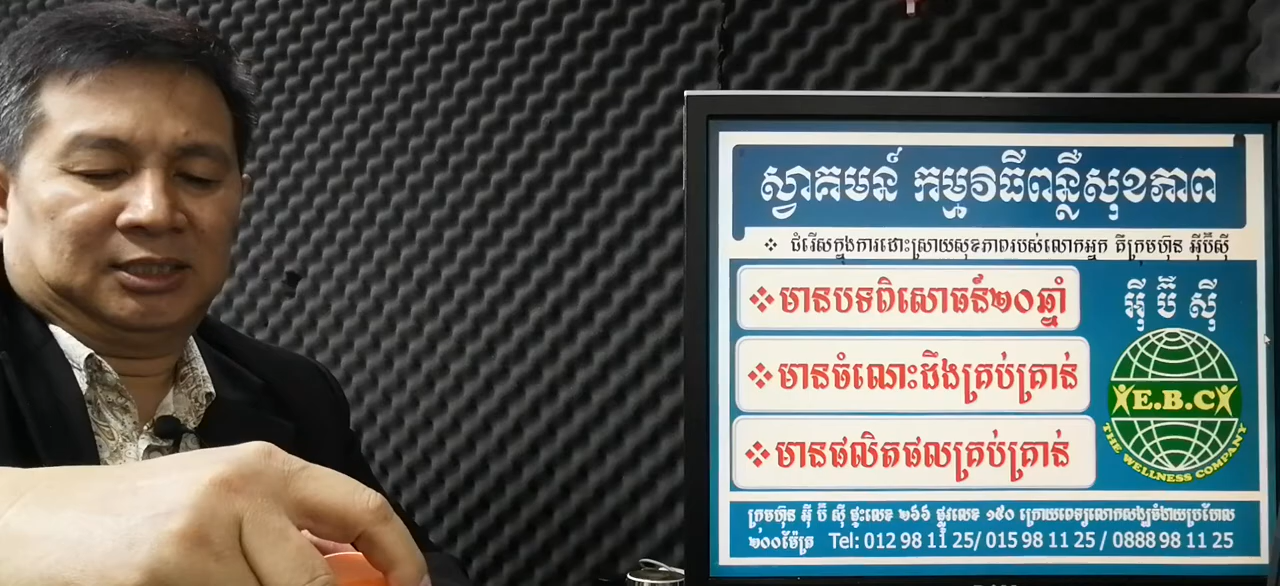 ស្វាគមន៍ កម្មវិធីពន្លឺសុខភាព
❖ ជំរើសក្នុងការដោះស្រាយសុខភាពរបស់លោកអ្នក គឺក្រុមហ៊ុន អ៊ីប៊ីស៊ី
❖មានបទពិសោធន៍២០ឆ្នាំ
❖មានចំណេះដឹងគ្រប់គ្រាន់
❖មានផលិតផលគ្រប់គ្រាន់
អ៊ី ប៊ី ស៊ី
E.B.C
THE WELLNESS COMPANY
ក្រុមហ៊ុន អ៊ី ប៊ី ស៊ី ផ្ទះលេខ ២៦៦ ផ្លូវលេខ ១៥០ ក្រោយពេទ្យលោកសង្ឃចំងាយប្រហែល
២០០ម៉ែត្រ Tel: 012 98 11 25/ 015 98 11 25 / 0888 98 11 25